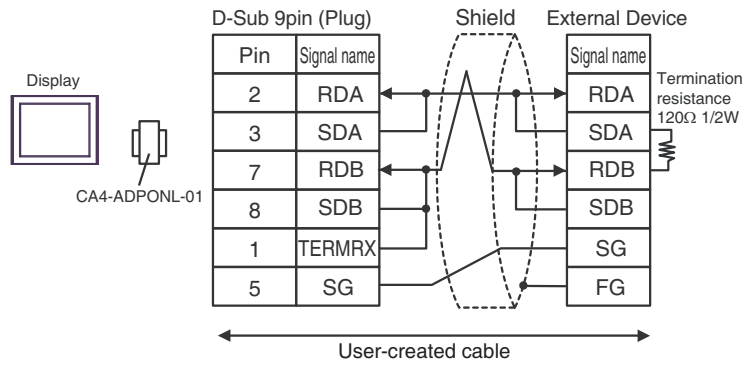 D-Sub 9pin (Plug)
Shield
External Device
Pin
Signal name
Signal name
Display
Termination
resistance
120Ω 1/2W
2
RDA
RDA
3
SDA
SDA
7
RDB
RDB
CA4-ADPONL-01
8
SDB
SDB
1
TERMRX
SG
5
SG
FG
User-created cable